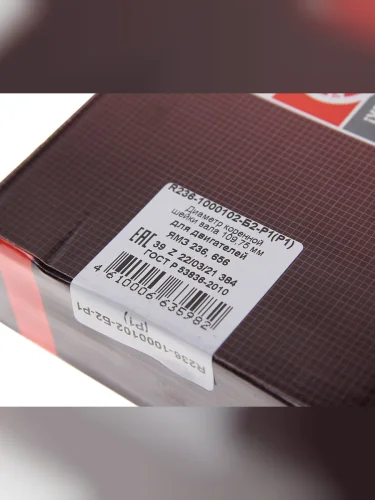 R236-1000102-Б2-Р1(Р1)
Диаметр коренной
шейки вала 109.75 мм
для двигателей
ЯМЗ 236, 656
EAC 39 Z 22/03/21 384
ГОСТ Р 53836-2010
4 610006 635982
R236-1000102-Б2-Р1
(Р1)